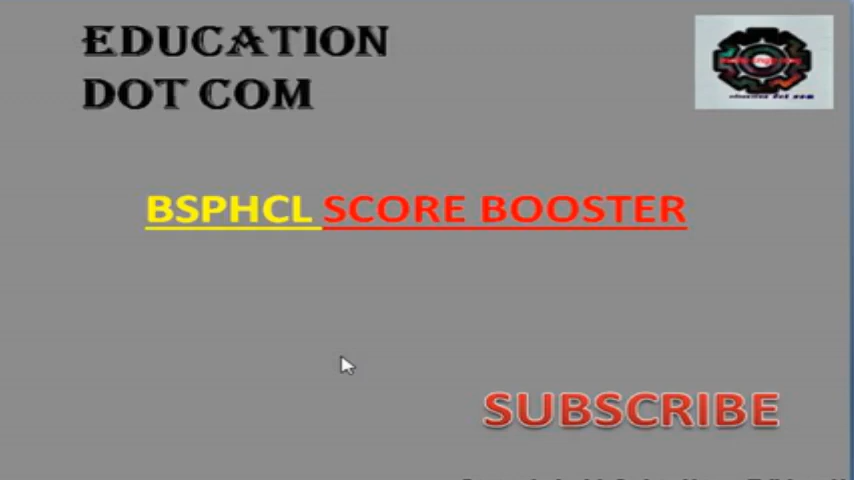 EDUCATION
DOT COM
BSPHCL SCORE BOOSTER
SUBSCRIBE